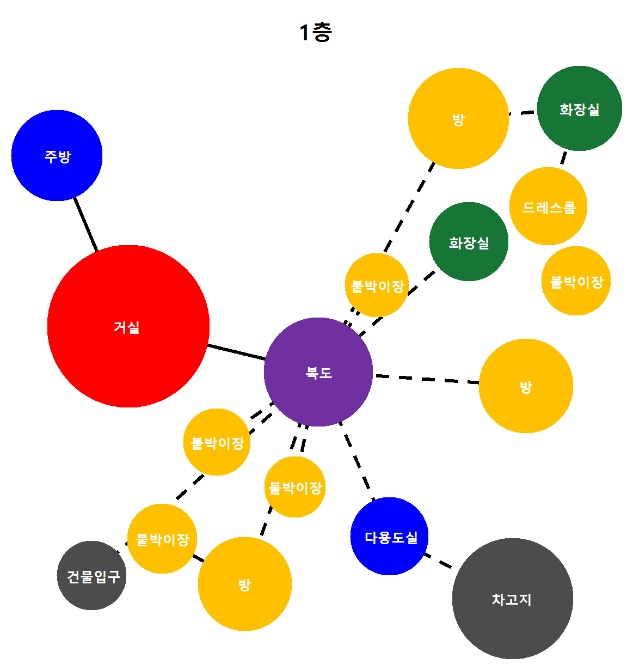 1층
방
화장실
주방
드레스룸
화장실
붙박이장
붙박이장
거실
복도
방
붙박이장
붙박이장
붙박이장
다용도실
건물입구
방
차고지